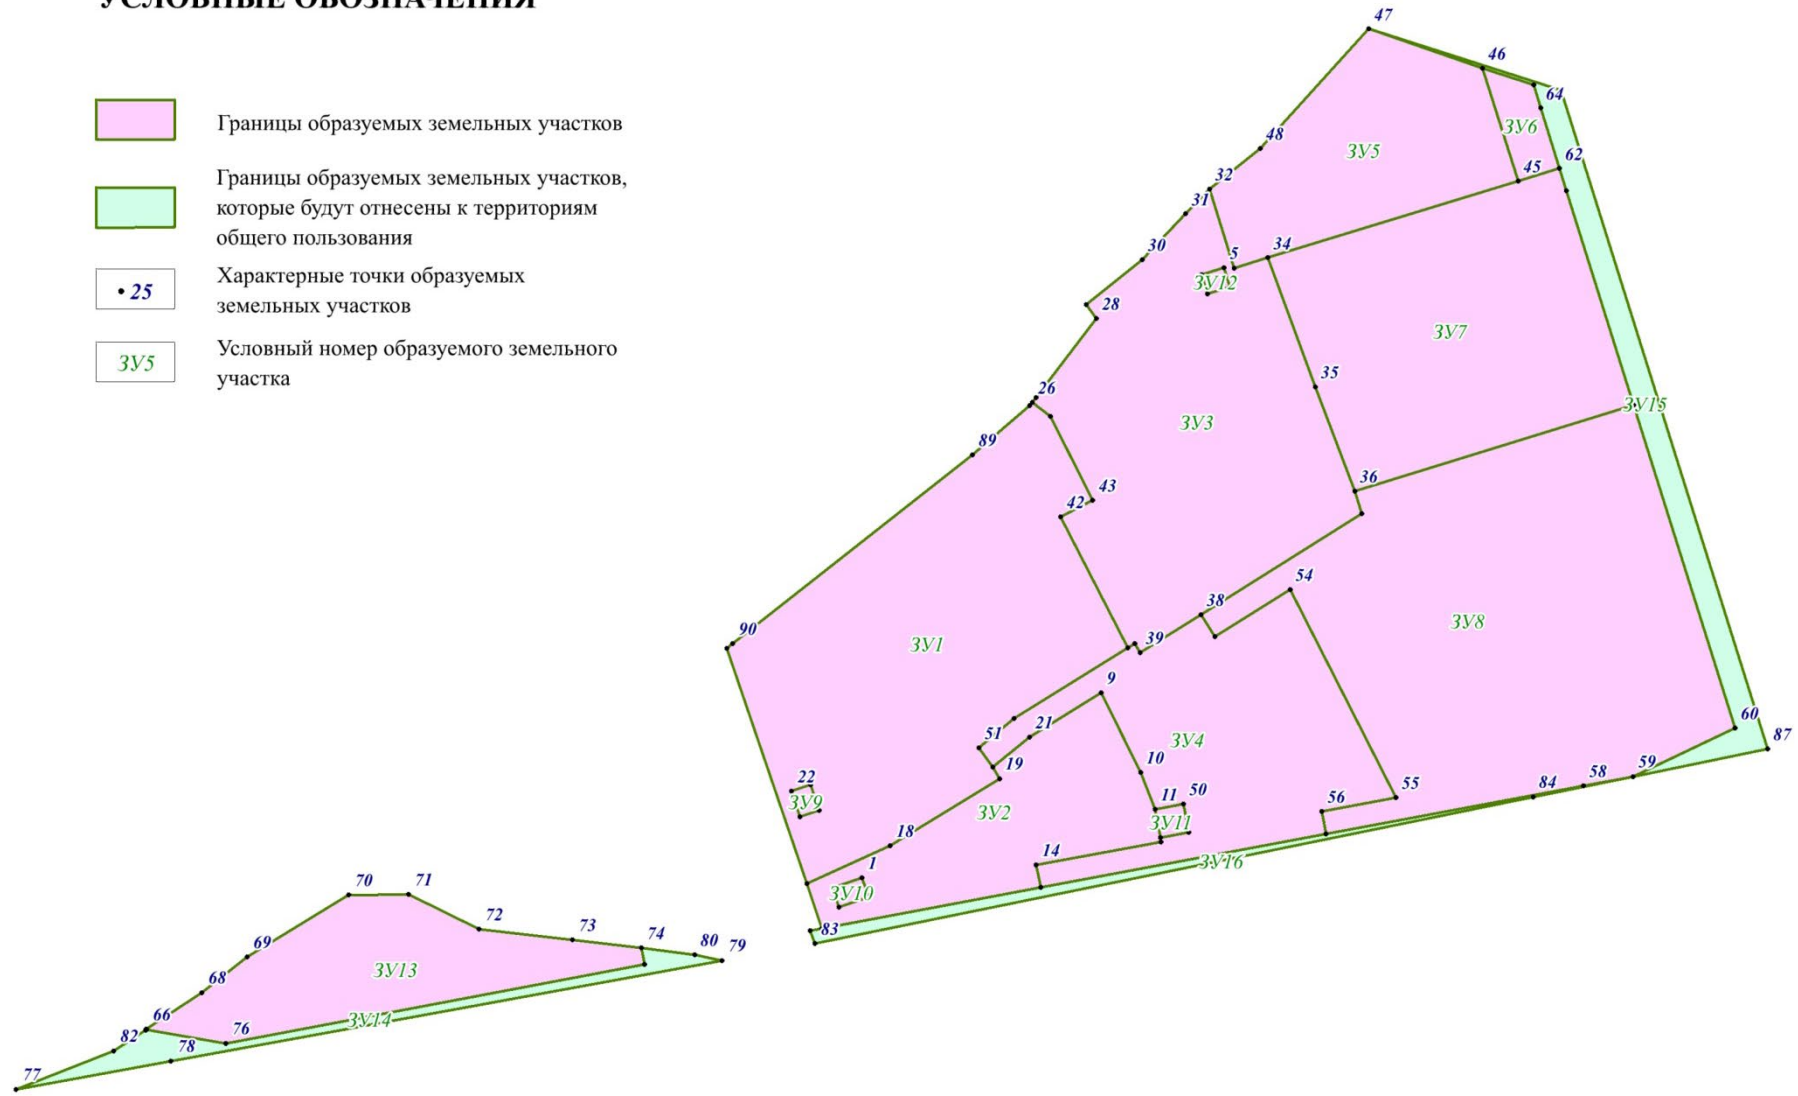 УСЛОВНЫЕ ОБОЗНАЧЕНИЯ
Границы образуемых земельных участков
Границы образуемых земельных участков,
которые будут отнесены к территориям
общего пользования
25
Характерные точки образуемых
земельных участков
ЗУ5
Условный номер образуемого земельного
участка
47
46
64
ЗУ6
48
ЗУ5
62
45
32
31
30
5
34
ЗУ12
28
ЗУ7
35
26
ЗУ15
ЗУ3
89
36
43
42
54
38
ЗУ8
90
39
ЗУ1
9
60
21
51
ЗУ4
87
19
10
59
22
58
84
55
ЗУ9
11
50
56
ЗУ2
ЗУ11
18
14
ЗУ16
1
ЗУ10
83
70
71
72
73
74
80
79
69
ЗУ13
68
66
ЗУ14
76
82
78
77